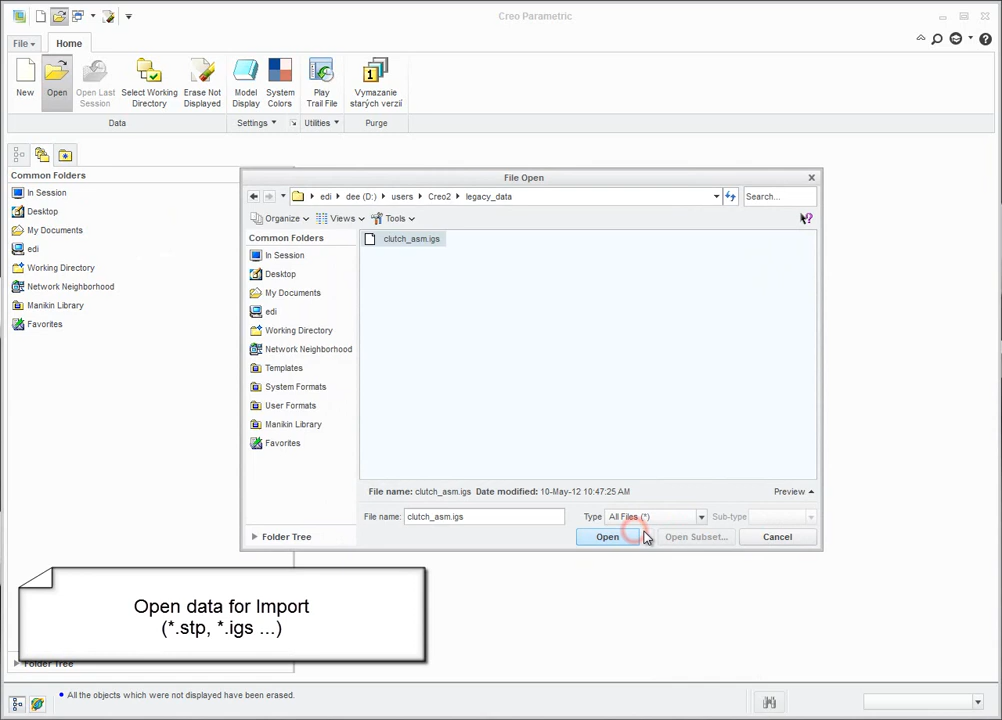 Creo Parametric
File
Home
New
Open
Open Last
Session
Select Working
Directory
Erase Not
Displayed
Model
Display
System
Colors
Play
Trail File
Vymazanie
starých verzií
Data
Settings
Utilities
Purge
Common Folders
In Session
Desktop
My Documents
edi
Working Directory
Network Neighborhood
Manikin Library
Favorites
File Open
edi
dee (D:)
users
Creo2
legacy_data
Search...
Organize
Views
Tools
Common Folders
In Session
Desktop
My Documents
edi
Working Directory
Network Neighborhood
Templates
System Formats
User Formats
Manikin Library
Favorites
clutch_asm.igs
File name: clutch_asm.igs Date modified: 10-May-12 10:47:25 AM
Preview
File name: clutch_asm.igs
Type All Files (*)
Sub-type
Folder Tree
Open
Open Subset...
Cancel
Open data for Import
(*.stp, *.igs ...)
Folder Tree
All the objects which were not displayed have been erased.